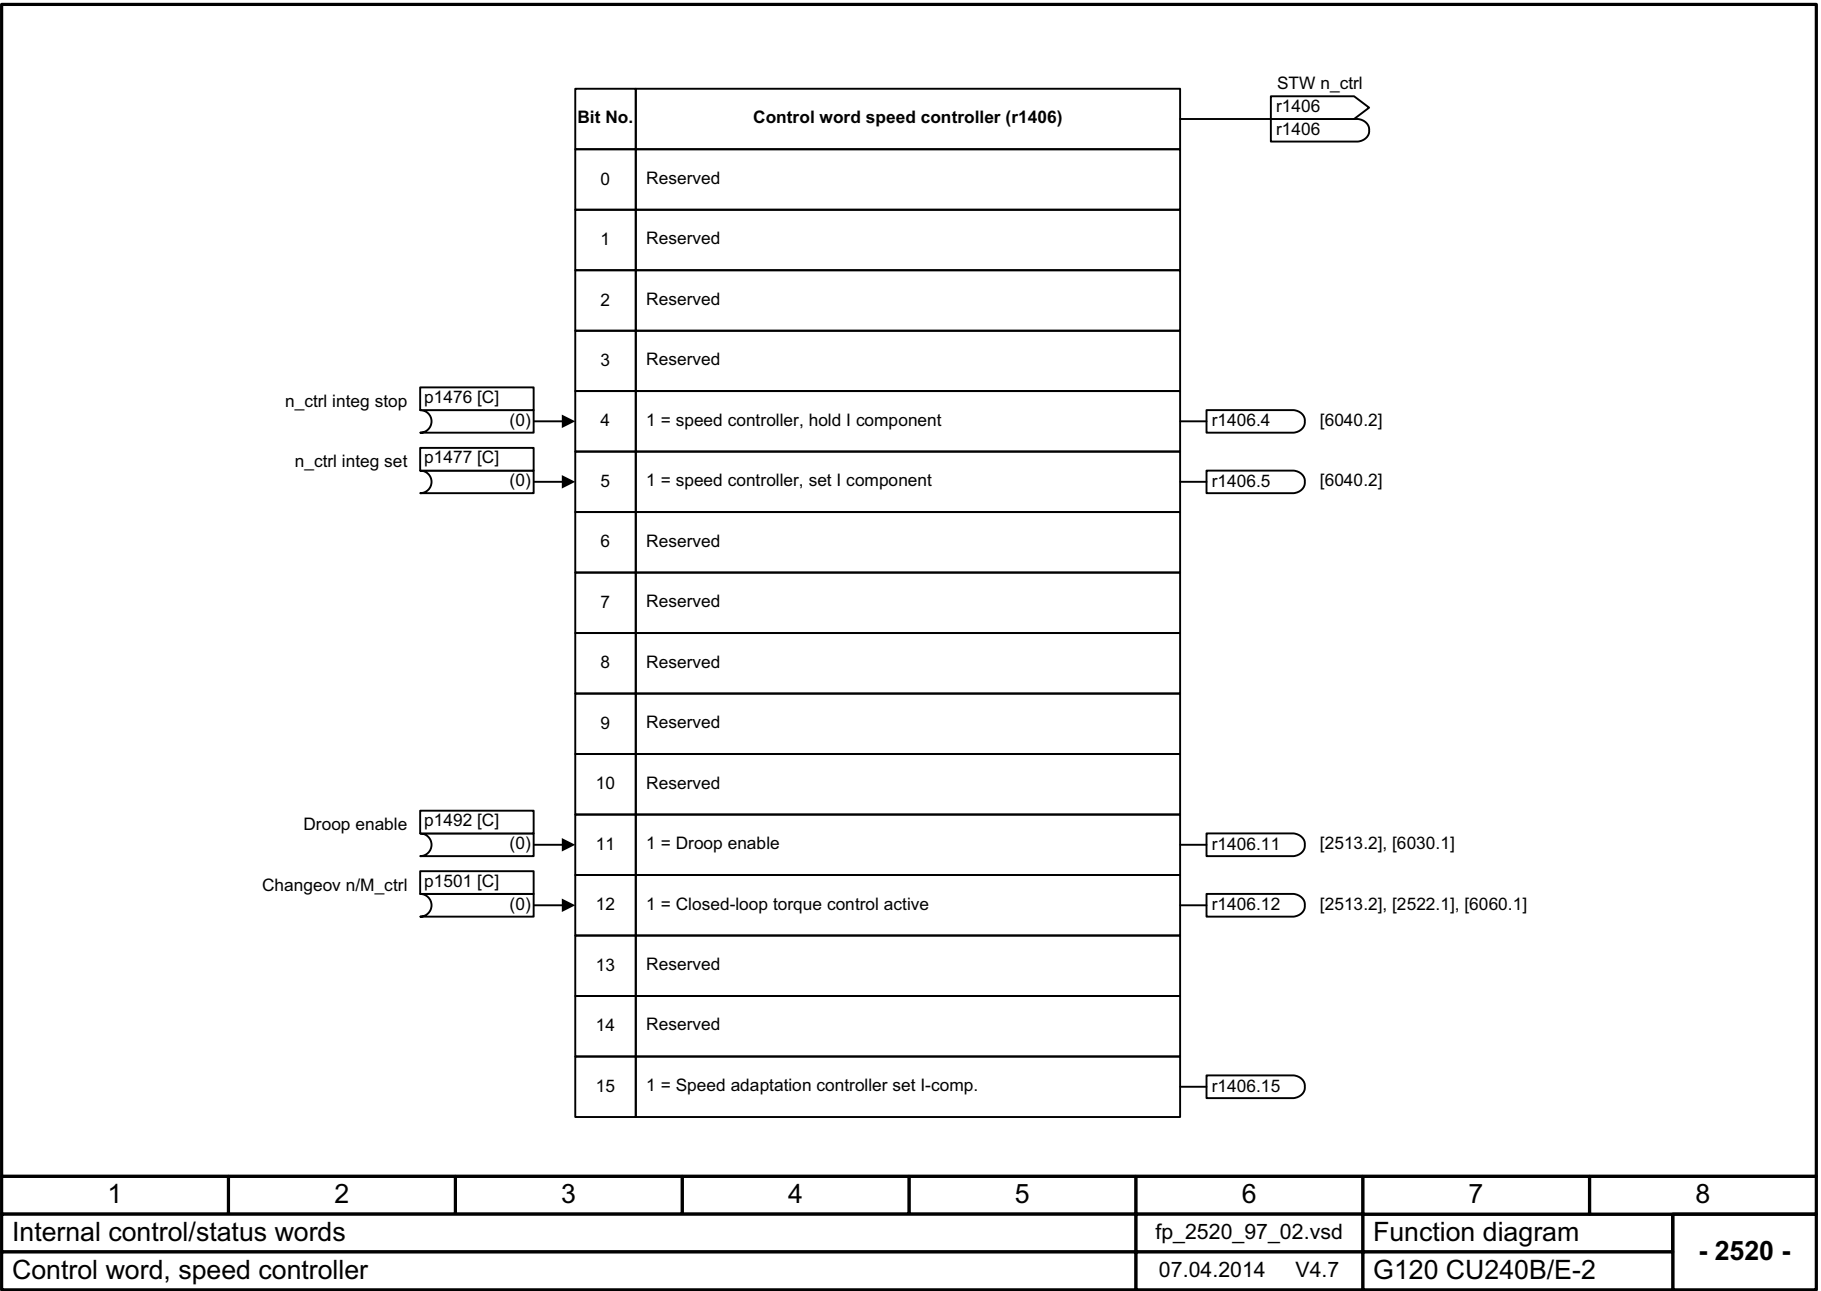 STW n_ctrl
Bit No. Control word speed controller (r1406) r1406
r1406
0 Reserved
1 Reserved
2 Reserved
3 Reserved
n_ctrl integ stop p1476 [C]
(0) 4 1 = speed controller, hold I component r1406.4 [6040.2]
n_ctrl integ set p1477 [C]
(0) 5 1 = speed controller, set I component r1406.5 [6040.2]
6 Reserved
7 Reserved
8 Reserved
9 Reserved
10 Reserved
Droop enable p1492 [C]
(0) 11 1 = Droop enable r1406.11 [2513.2], [6030.1]
Changeov n/M_ctrl p1501 [C]
(0) 12 1 = Closed-loop torque control active r1406.12 [2513.2], [2522.1], [6060.1]
13 Reserved
14 Reserved
15 1 = Speed adaptation controller set I-comp. r1406.15
1 2 3 4 5 6 7 8
Internal control/status words fp_2520_97_02.vsd Function diagram
- 2520 -
Control word, speed controller 07.04.2014 V4.7 G120 CU240B/E-2